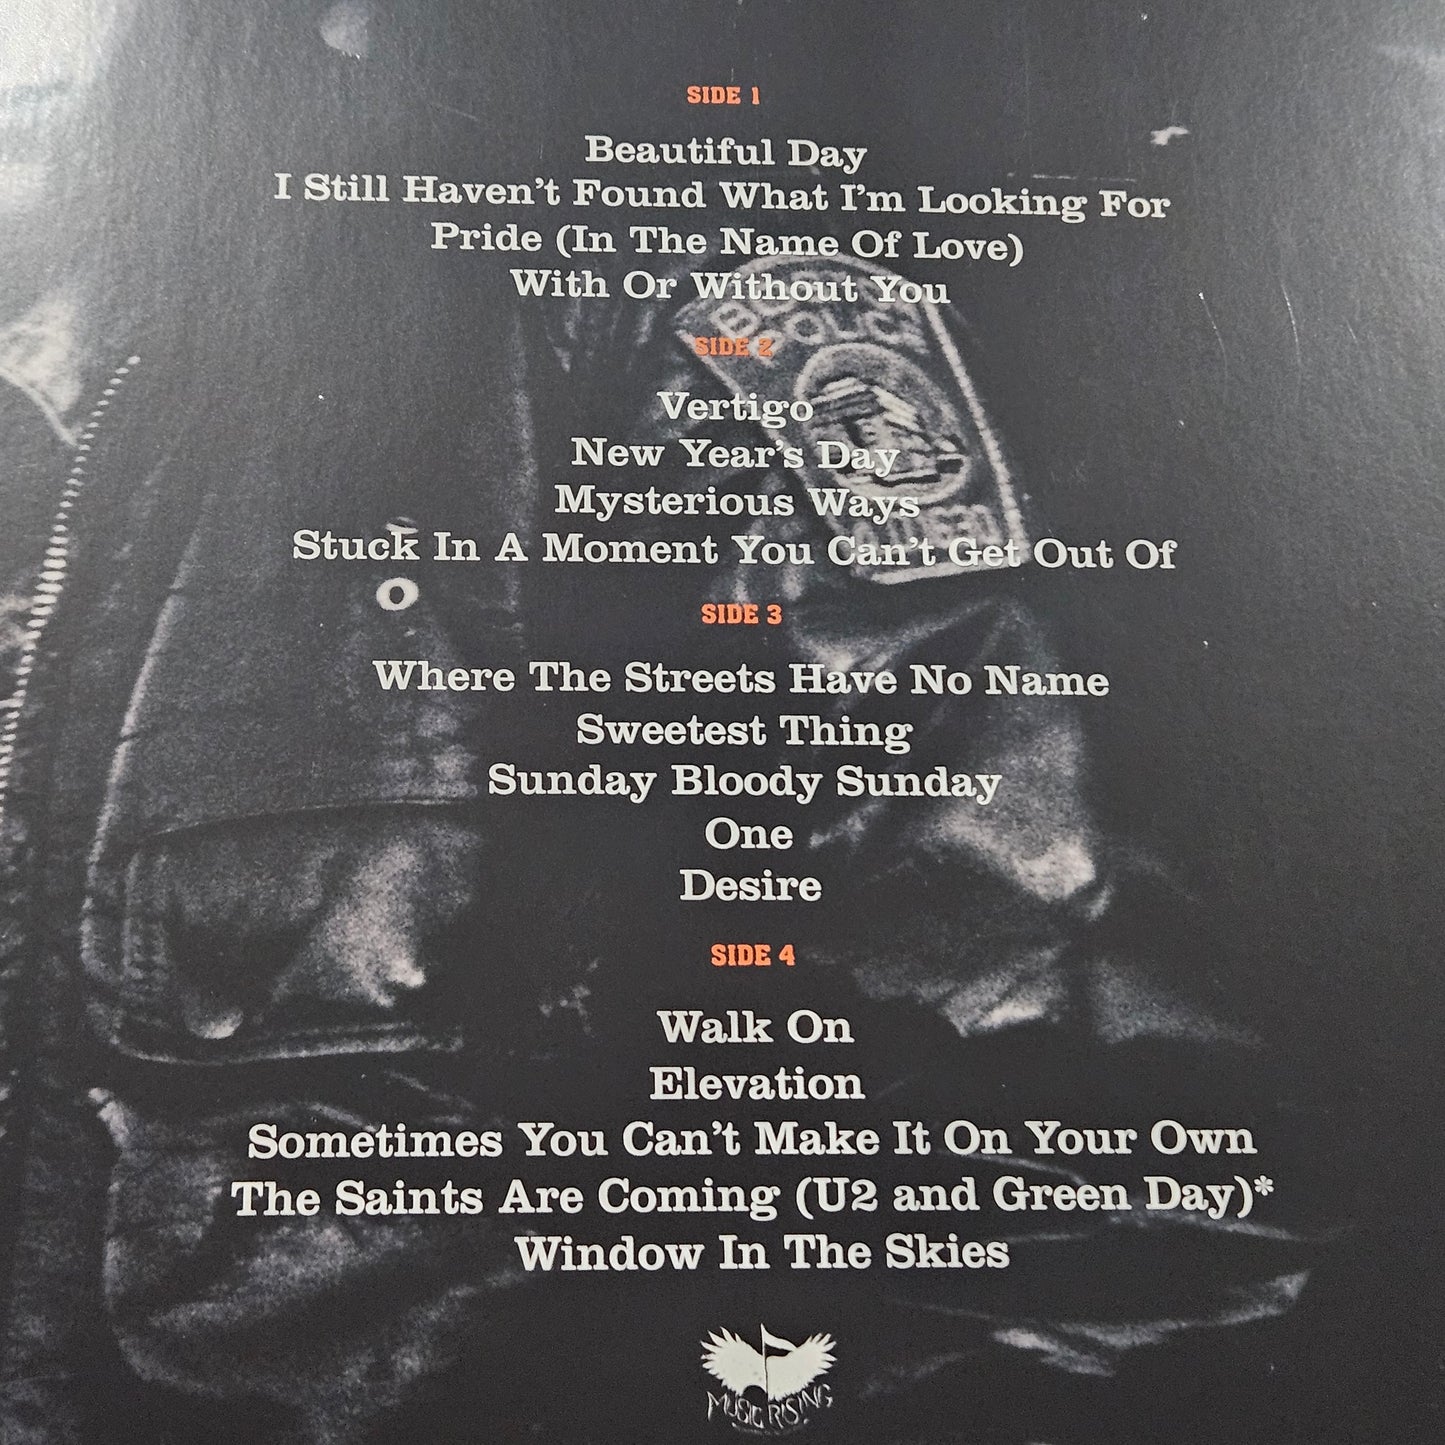 SIDE 1
Beautiful Day
I Still Haven't Found What I'm Looking For
Pride (In The Name Of Love)
With Or Without You
SIDE 2
Vertigo
New Year's Day
Mysterious Ways
Stuck In A Moment You Can't Get Out Of
SIDE 3
Where The Streets Have No Name
Sweetest Thing
Sunday Bloody Sunday
One
Desire
SIDE 4
Walk On
Elevation
Sometimes You Can't Make It On Your Own
The Saints Are Coming (U2 and Green Day)*
Window In The Skies
MUSIC RISING